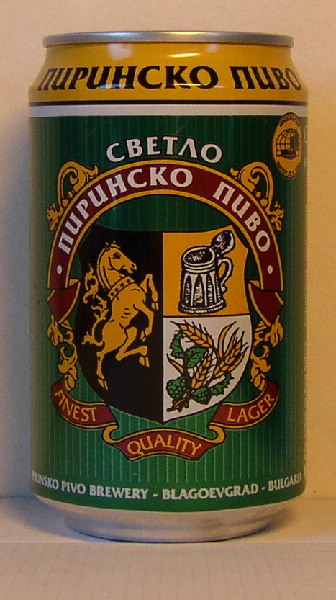 ПИРИНСКО ПИВО
СВЕТЛО
· ПИРИНСКО ПИВО ·
FINEST QUALITY LAGER
PIRINSKO PIVO BREWERY - BLAGOEVGRAD - BULGARIA